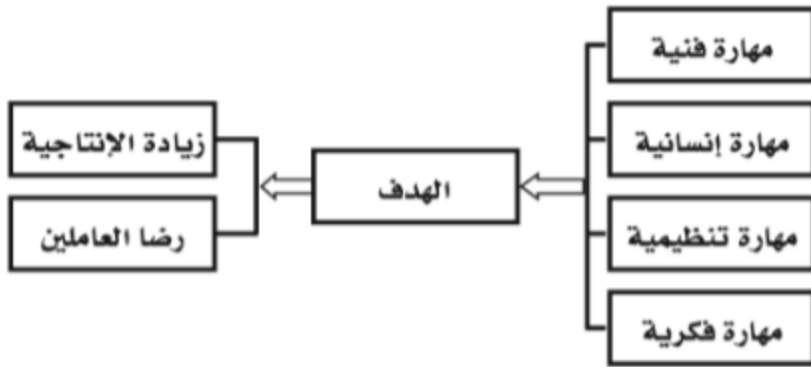 مهارة فنية
مهارة إنسانية
مهارة تنظيمية
مهارة فكرية
الهدف
زيادة الإنتاجية
رضا العاملين